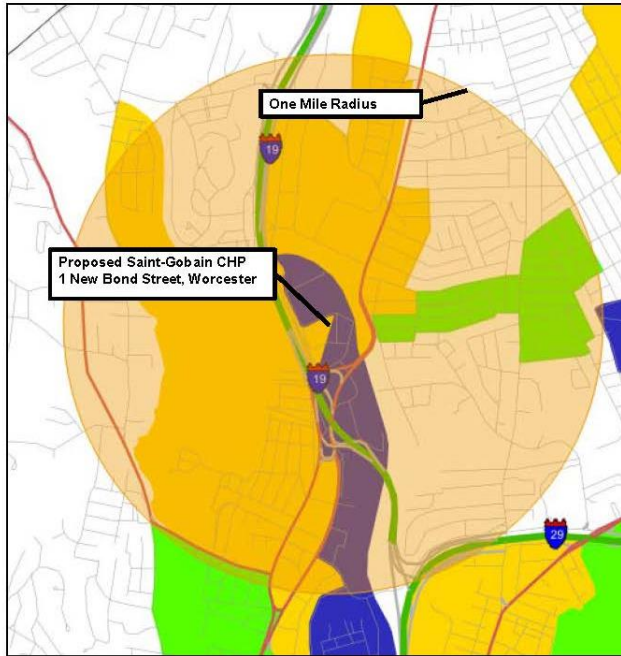 One Mile Radius
19
Proposed Saint-Gobain CHP
1 New Bond Street, Worcester
19
29